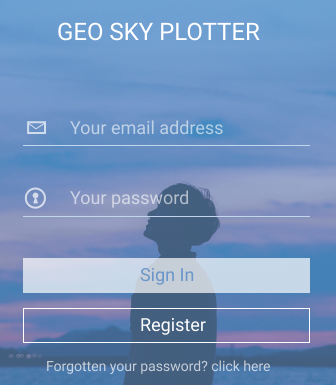 GEO SKY PLOTTER
Your email address
Your password
Sign In
Register
Forgotten your password? click here